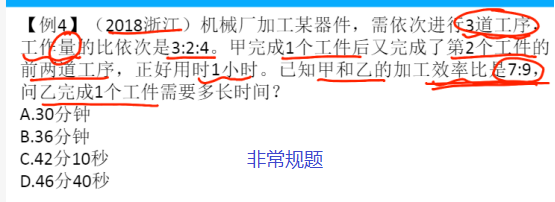 【例4】（2018浙江）机械厂加工某器件，需依次进行3道工序，
工作量的比依次是3:2:4。甲完成1个工件后又完成了第2个工件的
前两道工序，正好用时1小时。已知甲和乙的加工效率比是7:9，
问乙完成1个工件需要多长时间？
A.30分钟
B.36分钟
C.42分10秒
非常规题
D.46分40秒